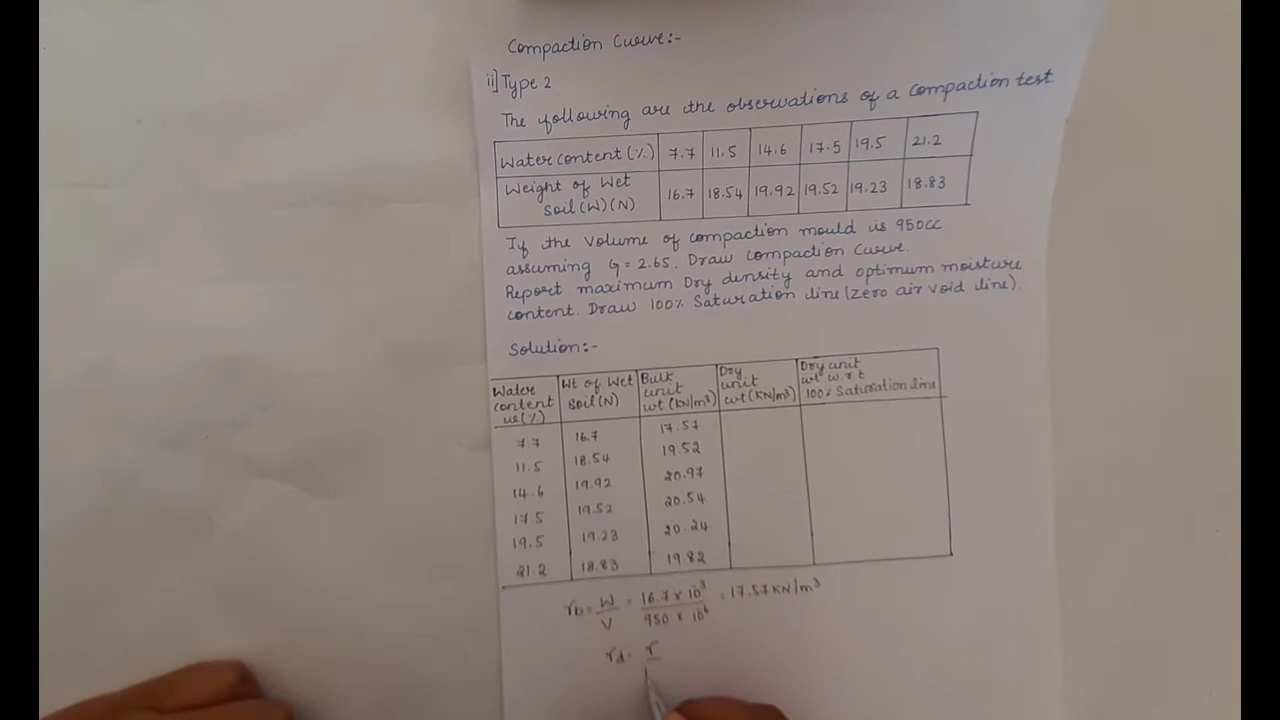 Compaction Curve:-
ii] Type 2
The following are the observations of a compaction test
Water content (%) 7.7 11.5 14.6 17.5 19.5 21.2
Weight of Wet Soil (W) (N) 16.7 18.54 19.92 19.52 19.23 18.83
If the Volume of compaction mould is 950cc
assuming G = 2.65. Draw compaction Curve.
Report maximum Dry density and optimum moisture
content. Draw 100% Saturation line (Zero air void line).
Solution:-
Water content w(%) Wt of Wet Soil (N) Bulk unit wt (KN/m³) Dry unit wt (KN/m³) Dry unit wt w.r.t 100% Saturation line
7.7 16.7 17.57
11.5 18.54 19.52
14.6 19.92 20.97
17.5 19.52 20.54
19.5 19.23 20.24
21.2 18.83 19.82
γb = W/V = 16.7 x 10⁻³ / 950 x 10⁻⁶ = 17.57 KN/m³
γd = γ